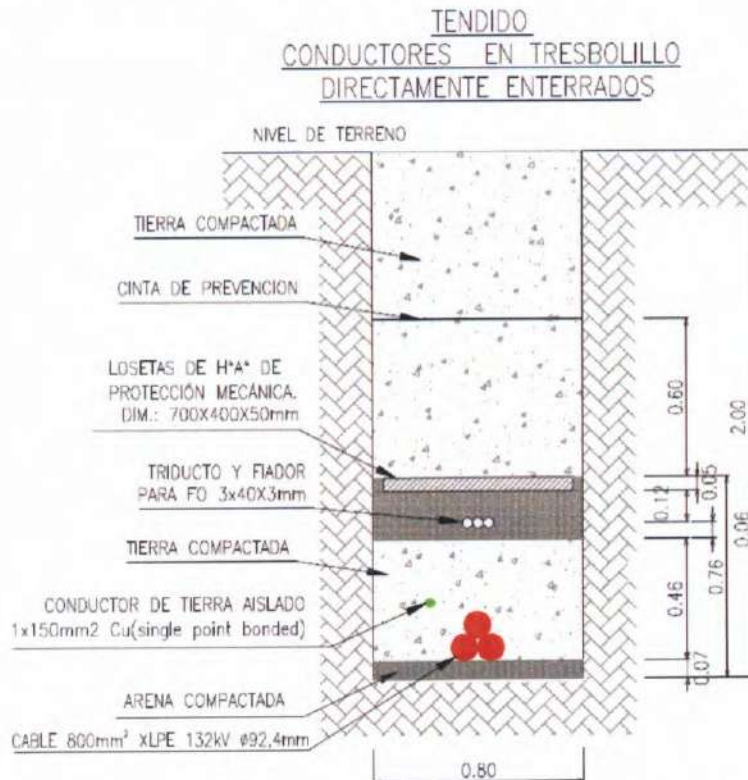 TENDIDO
CONDUCTORES EN TRESBOLILLO
DIRECTAMENTE ENTERRADOS
NIVEL DE TERRENO
TIERRA COMPACTADA
CINTA DE PREVENCION
LOSETAS DE H°A° DE
PROTECCIÓN MECÁNICA.
DIM.: 700X400X50mm
TRIDUCTO Y FIADOR
PARA FO 3x40X3mm
TIERRA COMPACTADA
CONDUCTOR DE TIERRA AISLADO
1x150mm2 Cu(single point bonded)
ARENA COMPACTADA
CABLE 800mm² XLPE 132kV ø92,4mm
0.60
2.00
0.05
0.12
0.06
0.76
0.46
0.07
0.80